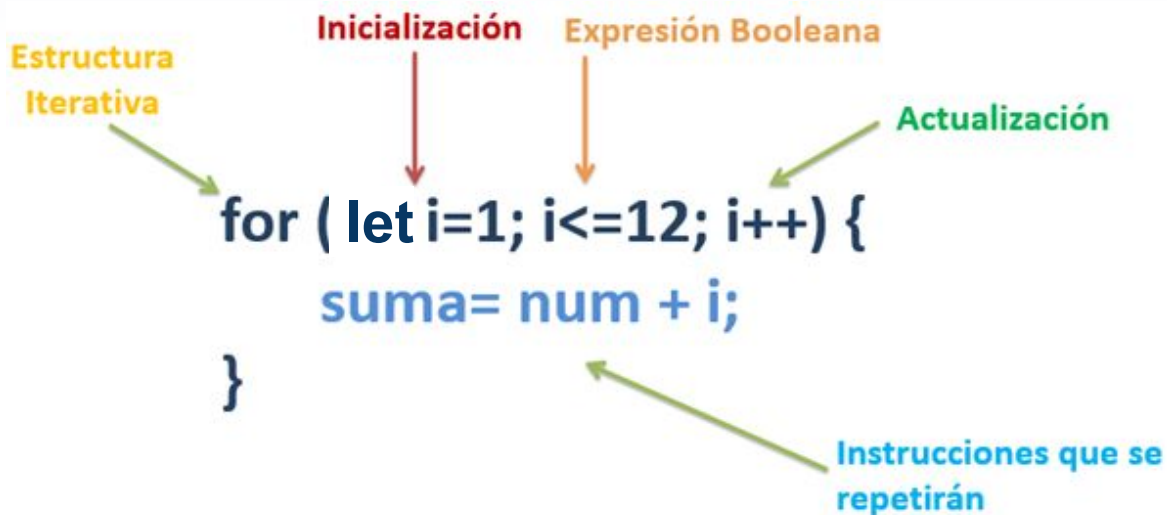 Inicialización
Expresión Booleana
Estructura
Iterativa
Actualización
for ( let i=1; i<=12; i++) {
suma= num + i;
}
Instrucciones que se
repetirán